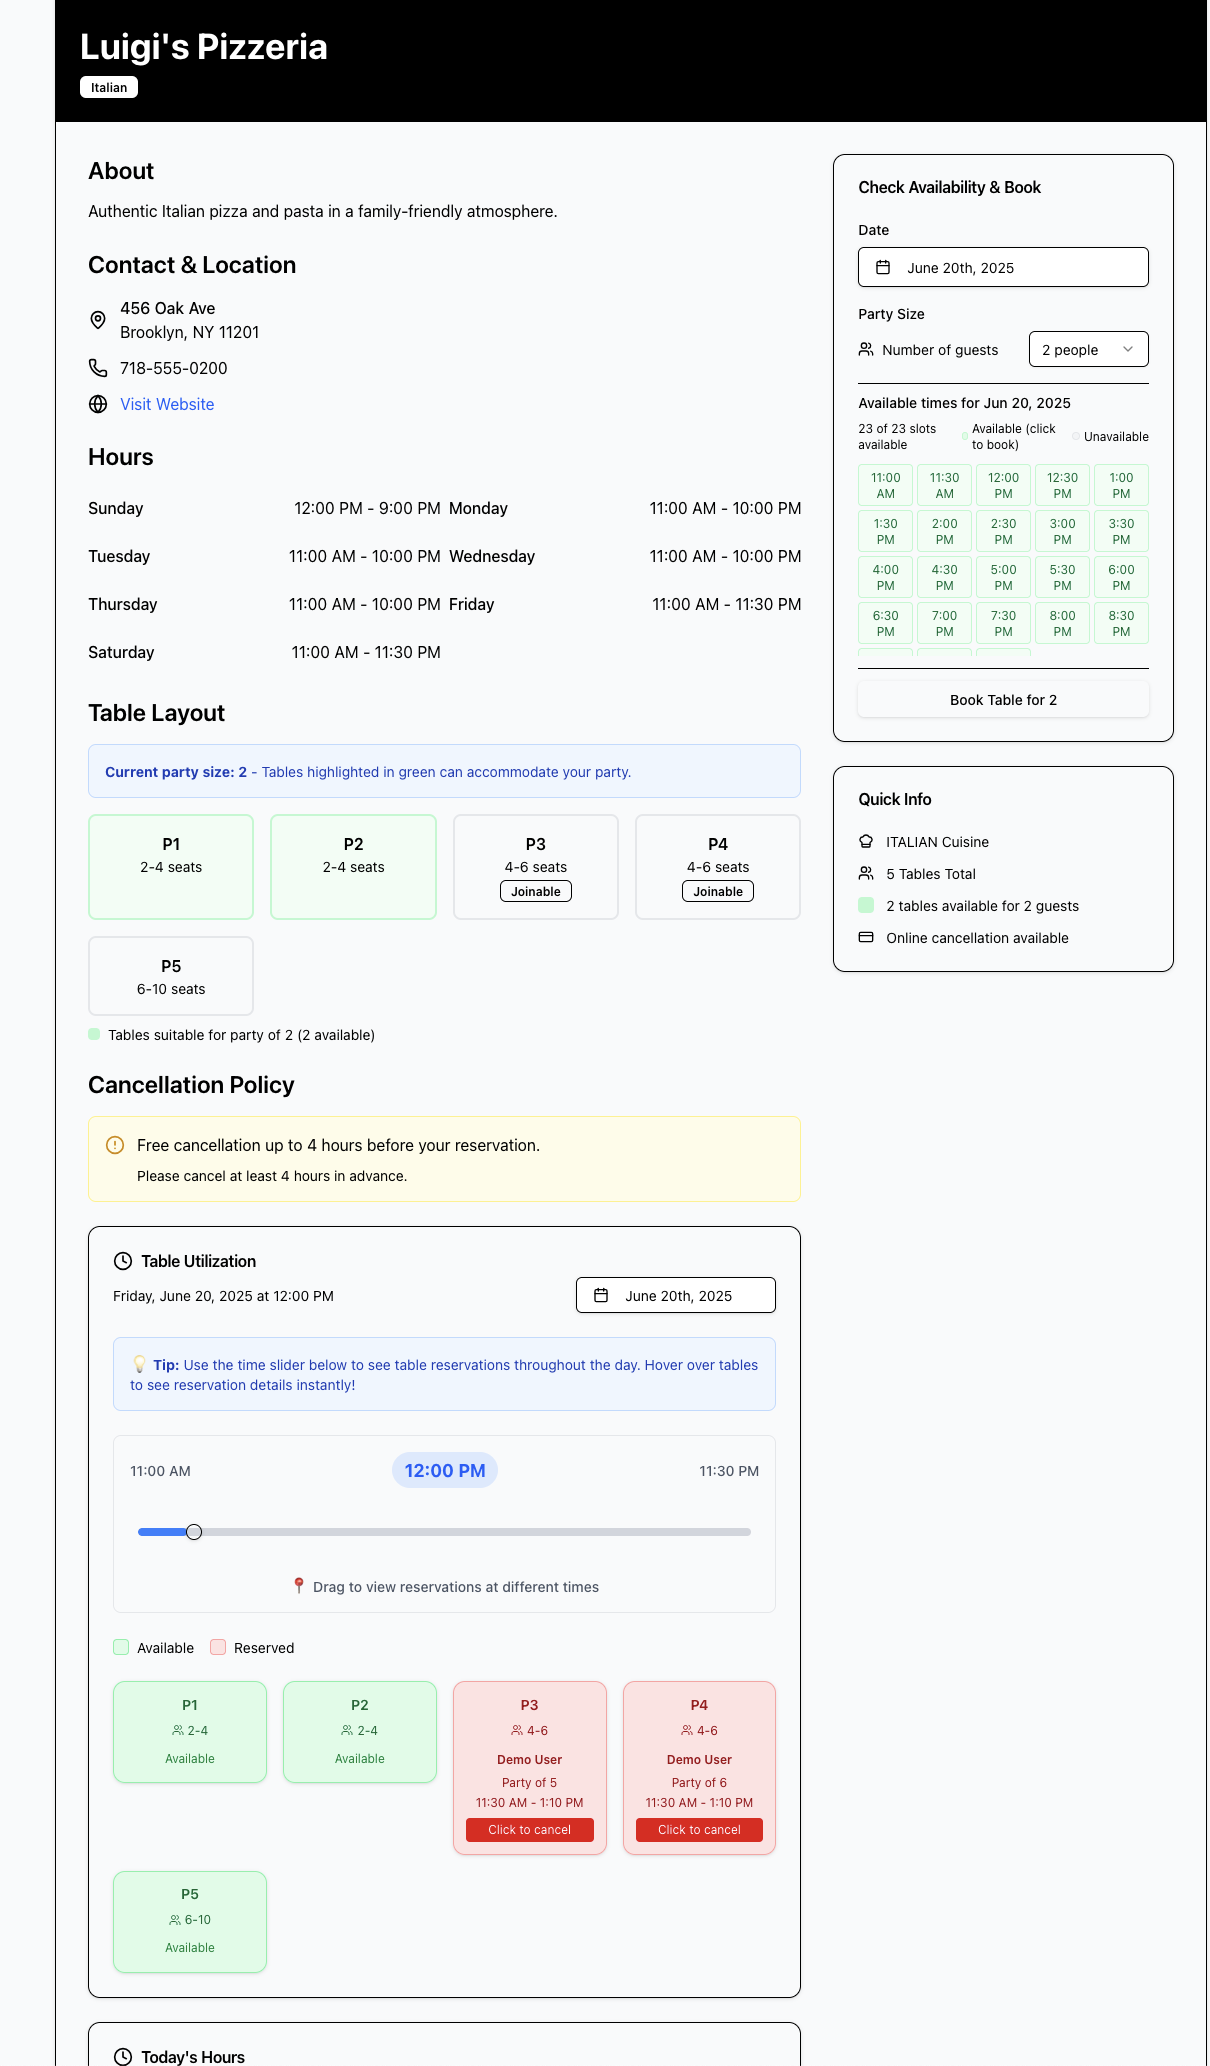 Luigi's Pizzeria
Italian
About
Authentic Italian pizza and pasta in a family-friendly atmosphere.
Contact & Location
456 Oak Ave
Brooklyn, NY 11201
718-555-0200
Visit Website
Hours
Sunday 12:00 PM - 9:00 PM Monday 11:00 AM - 10:00 PM
Tuesday 11:00 AM - 10:00 PM Wednesday 11:00 AM - 10:00 PM
Thursday 11:00 AM - 10:00 PM Friday 11:00 AM - 11:30 PM
Saturday 11:00 AM - 11:30 PM
Table Layout
Current party size: 2 - Tables highlighted in green can accommodate your party.
P1
2-4 seats
P2
2-4 seats
P3
4-6 seats
Joinable
P4
4-6 seats
Joinable
P5
6-10 seats
Tables suitable for party of 2 (2 available)
Cancellation Policy
Free cancellation up to 4 hours before your reservation.
Please cancel at least 4 hours in advance.
Table Utilization
Friday, June 20, 2025 at 12:00 PM
June 20th, 2025
💡 Tip: Use the time slider below to see table reservations throughout the day. Hover over tables
to see reservation details instantly!
11:00 AM 12:00 PM 11:30 PM
📍 Drag to view reservations at different times
Available Reserved
P1
2-4
Available
P2
2-4
Available
P3
4-6
Demo User
Party of 5
11:30 AM - 1:10 PM
Click to cancel
P4
4-6
Demo User
Party of 6
11:30 AM - 1:10 PM
Click to cancel
P5
6-10
Available
Today's Hours
Check Availability & Book
Date
June 20th, 2025
Party Size
Number of guests 2 people
Available times for Jun 20, 2025
23 of 23 slots
available
Available (click
to book)
Unavailable
11:00
AM
11:30
AM
12:00
PM
12:30
PM
1:00
PM
1:30
PM
2:00
PM
2:30
PM
3:00
PM
3:30
PM
4:00
PM
4:30
PM
5:00
PM
5:30
PM
6:00
PM
6:30
PM
7:00
PM
7:30
PM
8:00
PM
8:30
PM
Book Table for 2
Quick Info
ITALIAN Cuisine
5 Tables Total
2 tables available for 2 guests
Online cancellation available